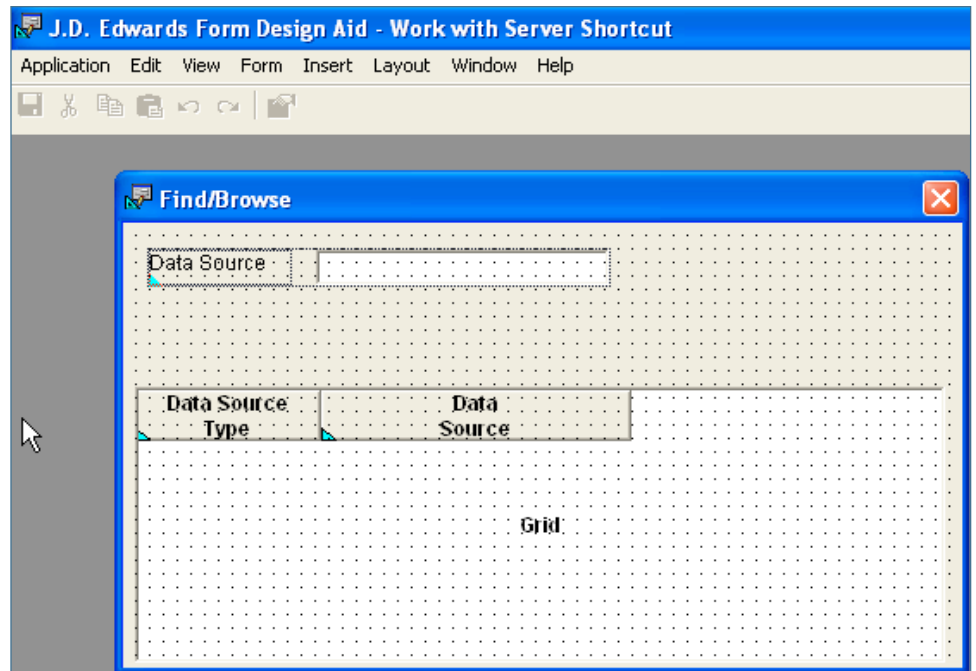 J.D. Edwards Form Design Aid - Work with Server Shortcut
Application Edit View Form Insert Layout Window Help
Find/Browse
Data Source
Data Source Data
Type Source
Grid